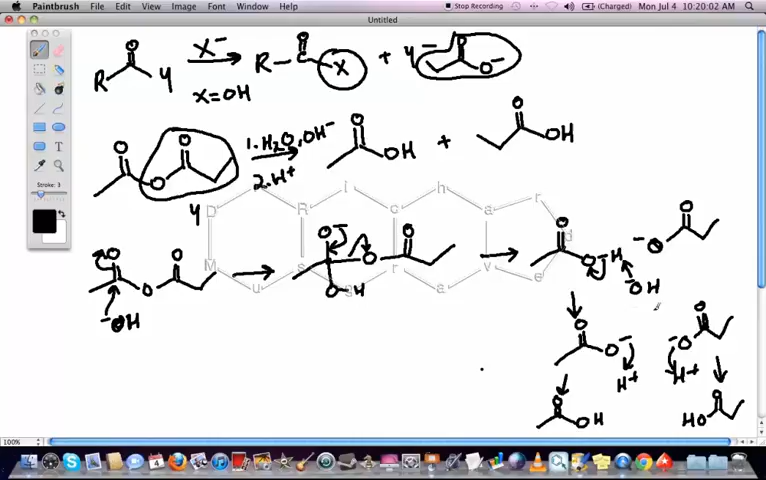 Paintbrush File Edit View Image Font Window Help Stop Recording (Charged) Mon Jul 4 10:20:02 AM
Untitled
O X⁻ O O
R Y R C X + Y⁻ O⁻
X=OH
O O 1. H₂O, OH⁻ O O
O 2. H⁺ OH + OH
Y
D R i c h a r d
M u s r a v e
O O O⁻ O O O
O O O H ⁻O
⁻OH O H ⁻OH
O O
O⁻ ⁻O
H⁺ H⁺
O O
OH HO
Stroke: 3
100%